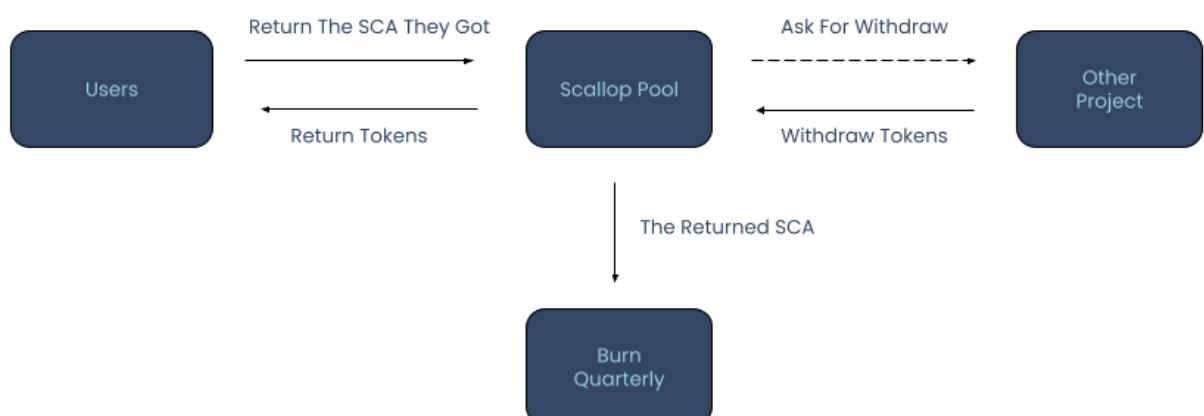 Return The SCA They Got
Ask For Withdraw
Users
Scallop Pool
Other
Project
Return Tokens
Withdraw Tokens
The Returned SCA
Burn
Quarterly